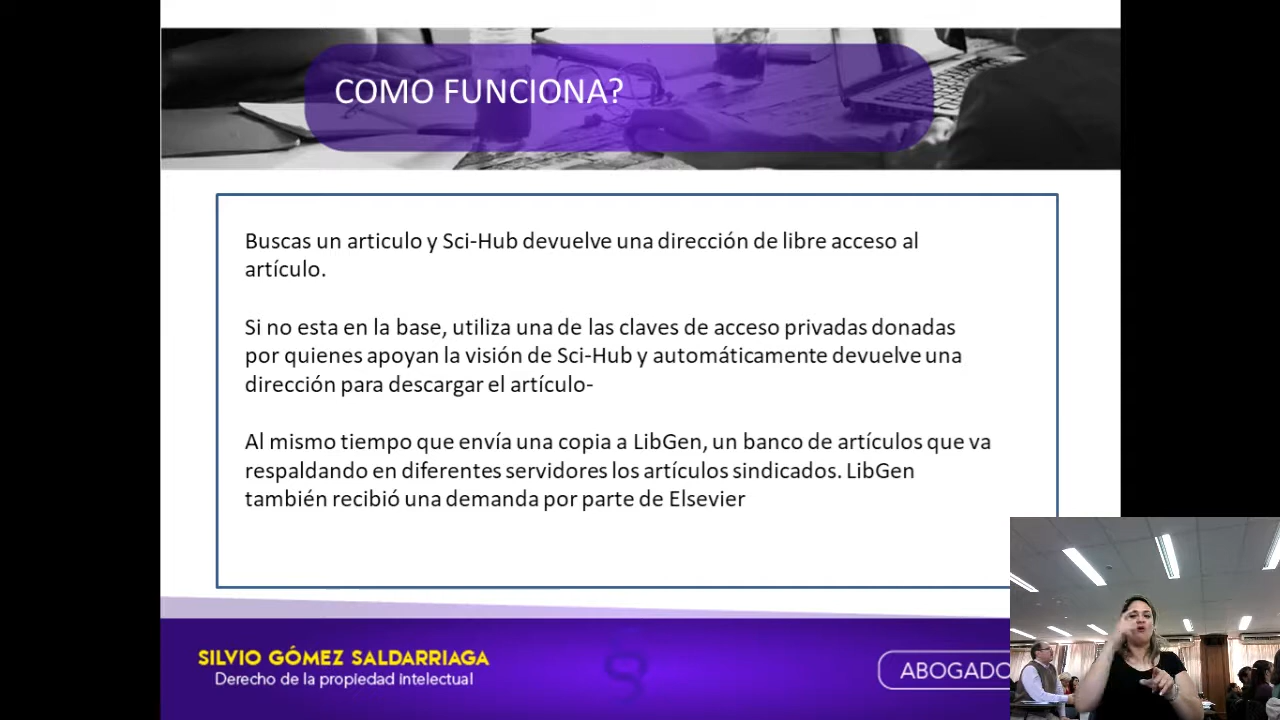 COMO FUNCIONA?
Buscas un articulo y Sci-Hub devuelve una dirección de libre acceso al
artículo.
Si no esta en la base, utiliza una de las claves de acceso privadas donadas
por quienes apoyan la visión de Sci-Hub y automáticamente devuelve una
dirección para descargar el artículo-
Al mismo tiempo que envía una copia a LibGen, un banco de artículos que va
respaldando en diferentes servidores los artículos sindicados. LibGen
también recibió una demanda por parte de Elsevier
SILVIO GÓMEZ SALDARRIAGA
Derecho de la propiedad intelectual
ABOGADO